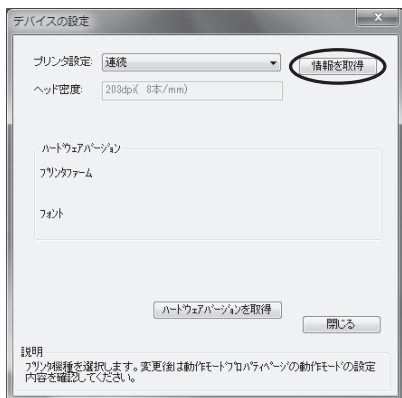 デバイスの設定
プリンタ設定: 連続 情報を取得
ヘッド密度: 203dpi( 8本/mm)
ハードウェアバージョン
プリンタファーム
フォント
ハードウェアバージョンを取得
閉じる
説明
プリンタ機種を選択します。変更後は動作モードプロパティページの動作モードの設定
内容を確認してください。